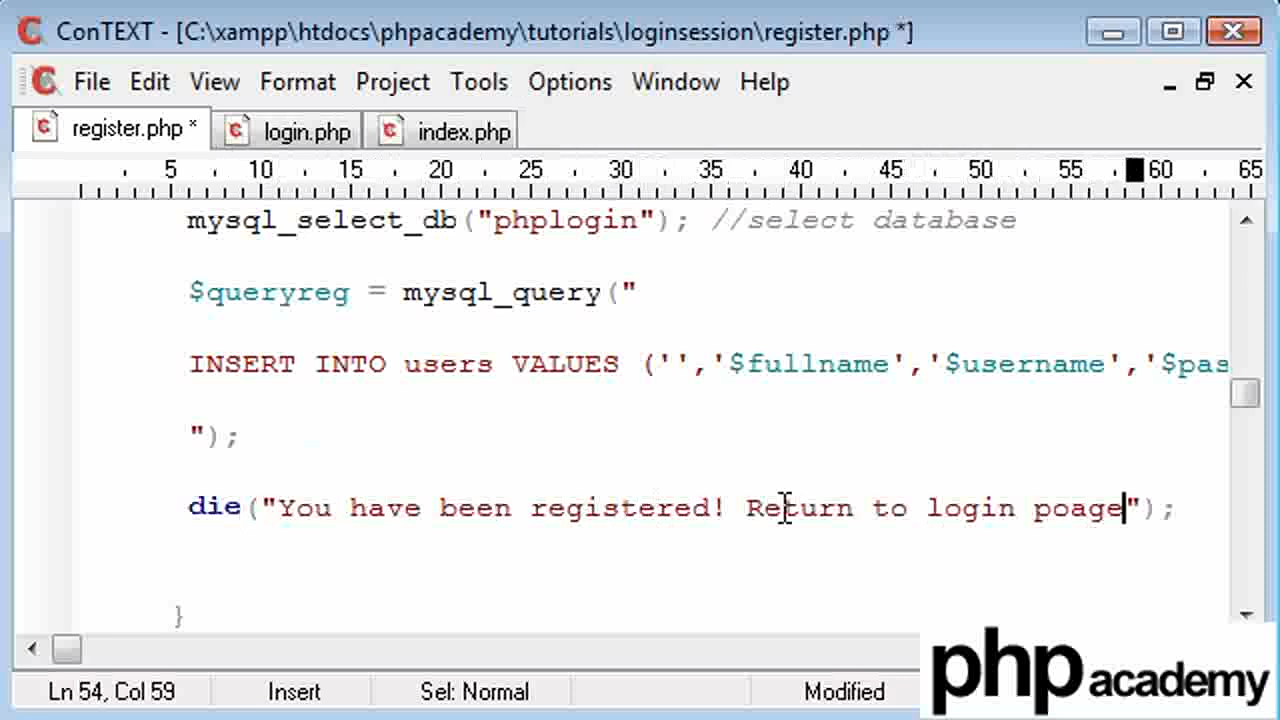 ConTEXT - [C:\xampp\htdocs\phpacademy\tutorials\loginsession\register.php *]
File Edit View Format Project Tools Options Window Help
register.php * login.php index.php
5 10 15 20 25 30 35 40 45 50 55 60 65
mysql_select_db("phplogin"); //select database
$queryreg = mysql_query("
INSERT INTO users VALUES ('','$fullname','$username','$pas
");
die("You have been registered! Return to login poage");
}
Ln 54, Col 59 Insert Sel: Normal Modified
php academy